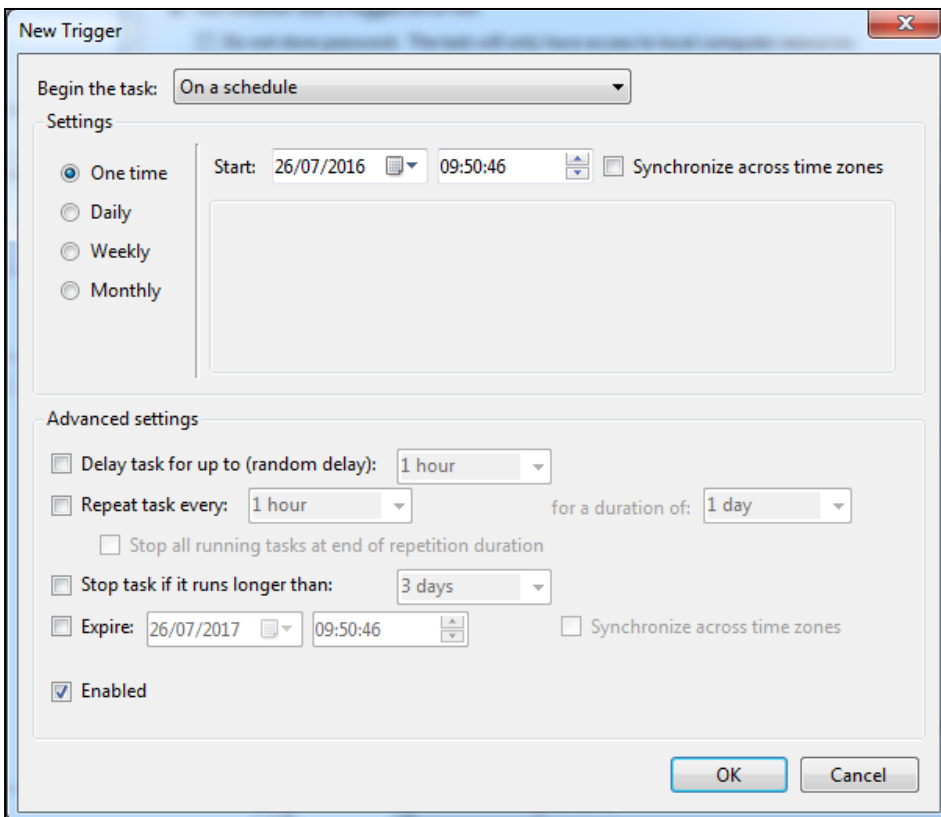 New Trigger
Begin the task: On a schedule
Settings
One time
Start: 26/07/2016 09:50:46 Synchronize across time zones
Daily
Weekly
Monthly
Advanced settings
Delay task for up to (random delay): 1 hour
Repeat task every: 1 hour for a duration of: 1 day
Stop all running tasks at end of repetition duration
Stop task if it runs longer than: 3 days
Expire: 26/07/2017 09:50:46 Synchronize across time zones
Enabled
OK Cancel